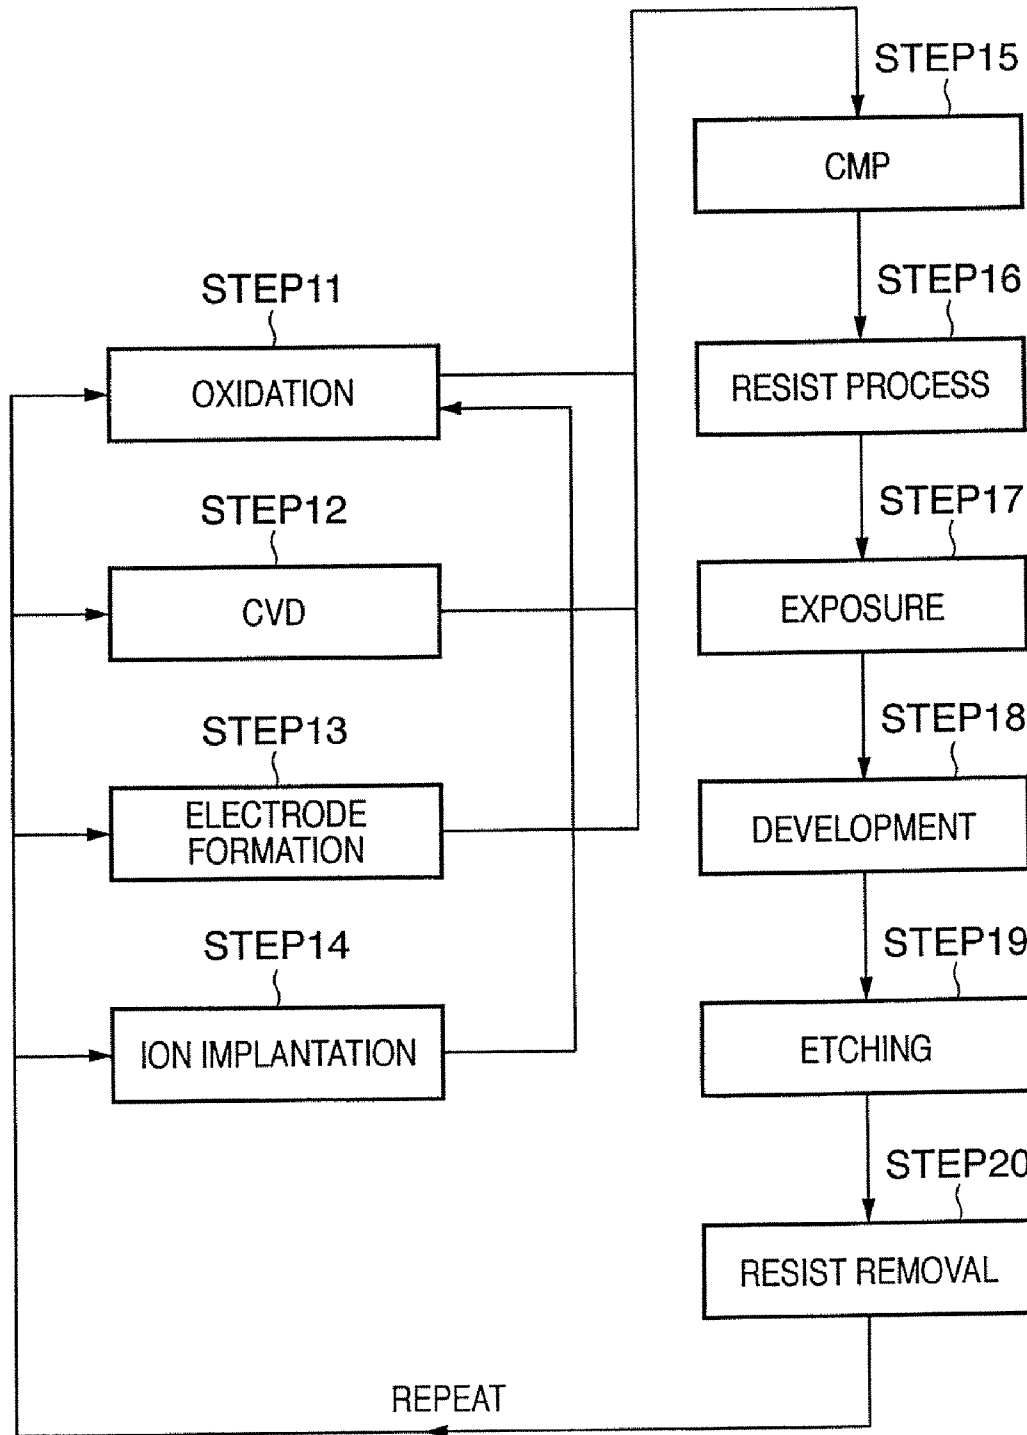 STEP11
OXIDATION
STEP12
CVD
STEP13
ELECTRODE
FORMATION
STEP14
ION IMPLANTATION
STEP15
CMP
STEP16
RESIST PROCESS
STEP17
EXPOSURE
STEP18
DEVELOPMENT
STEP19
ETCHING
STEP20
RESIST REMOVAL
REPEAT